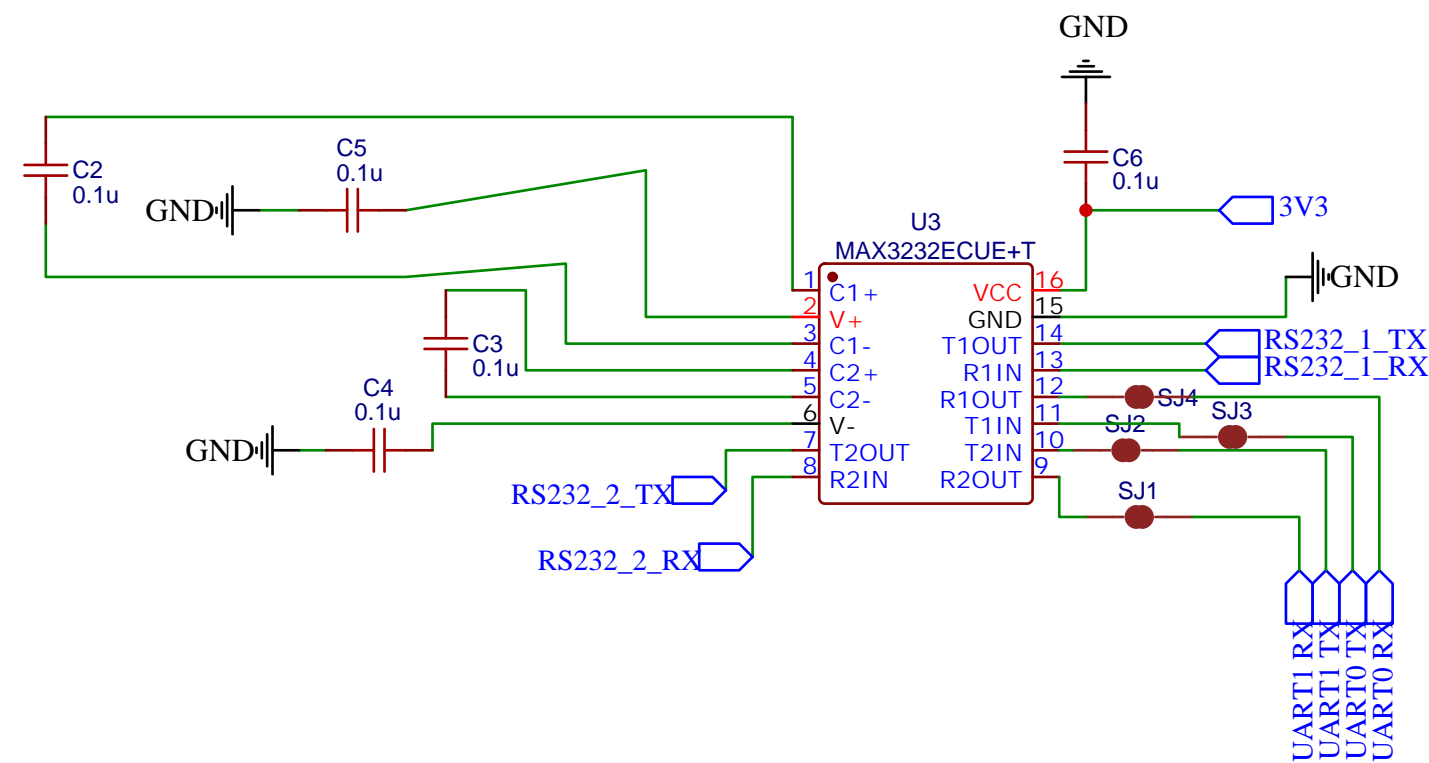 GND
C2
0.1u
C5
0.1u
GND
C6
0.1u
3V3
U3
MAX3232ECUE+T
1
C1+
2
V+
3
C1-
4
C2+
5
C2-
6
V-
7
T2OUT
8
R2IN
16
VCC
15
GND
14
T1OUT
13
R1IN
12
R1OUT
11
T1IN
10
T2IN
9
R2OUT
GND
RS232_1_TX
RS232_1_RX
C3
0.1u
C4
0.1u
GND
SJ4
SJ3
SJ2
SJ1
RS232_2_TX
RS232_2_RX
UART1 RX
UART1 TX
UART0 TX
UART0 RX